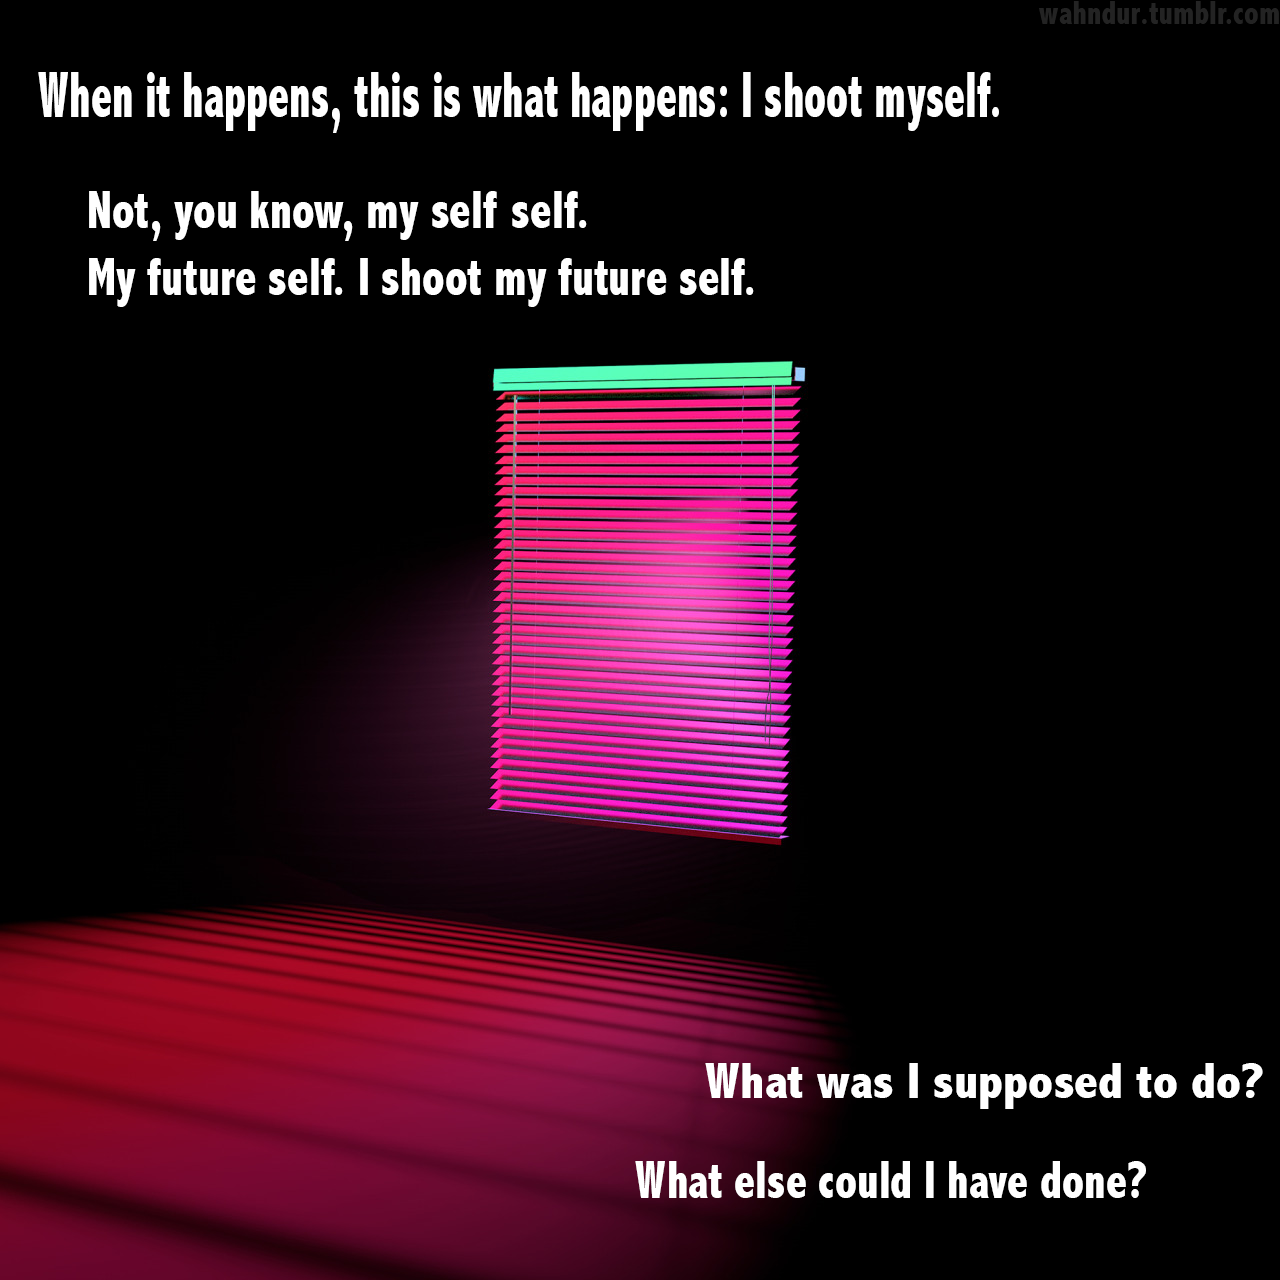 wahndur.tumblr.com
When it happens, this is what happens: I shoot myself.
Not, you know, my self self.
My future self. I shoot my future self.
What was I supposed to do?
What else could I have done?